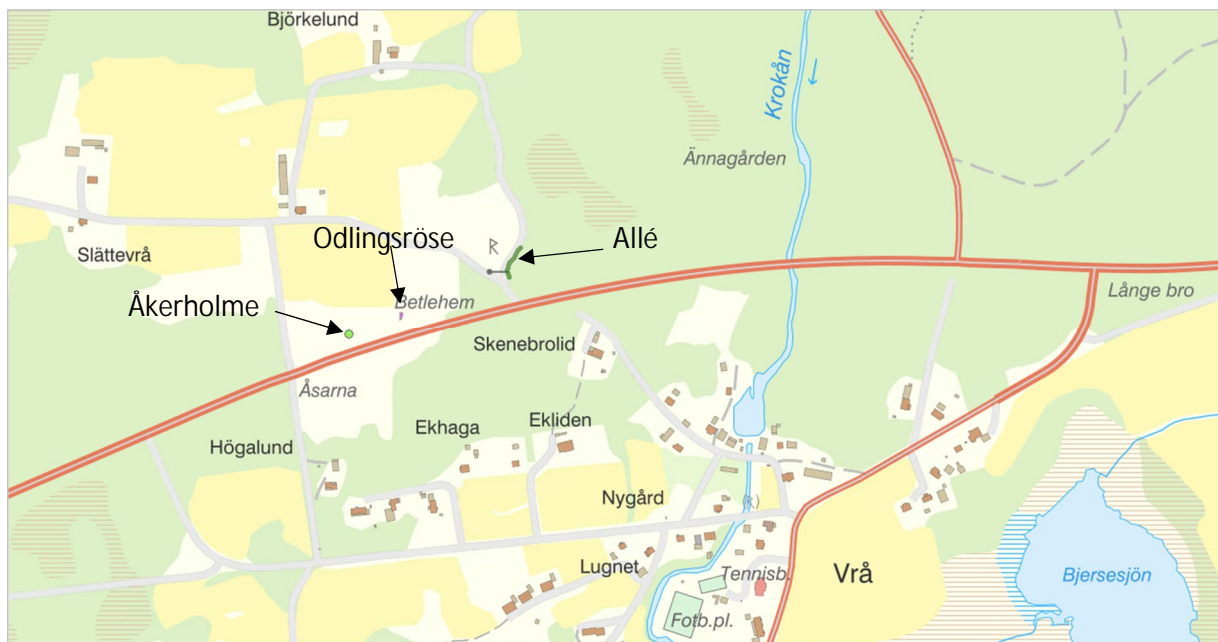 Björkelund
Krokån
Ännagården
Odlingsröse
R
Allé
Slättevrå
Åkerholme
Betlehem
Långe bro
Skenebrolid
Åsarna
Ekhaga
Ekliden
Högalund
Nygård
(R)
Lugnet
Tennisb.
Vrå
Bjersesjön
Fotb.pl.